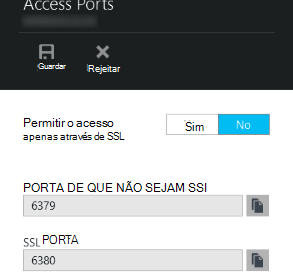 Access Ports
Guardar
Rejeitar
Permitir o acesso
apenas através de SSL
Sim
No
PORTA DE QUE NÃO SEJAM SSI
6379
SSL PORTA
6380